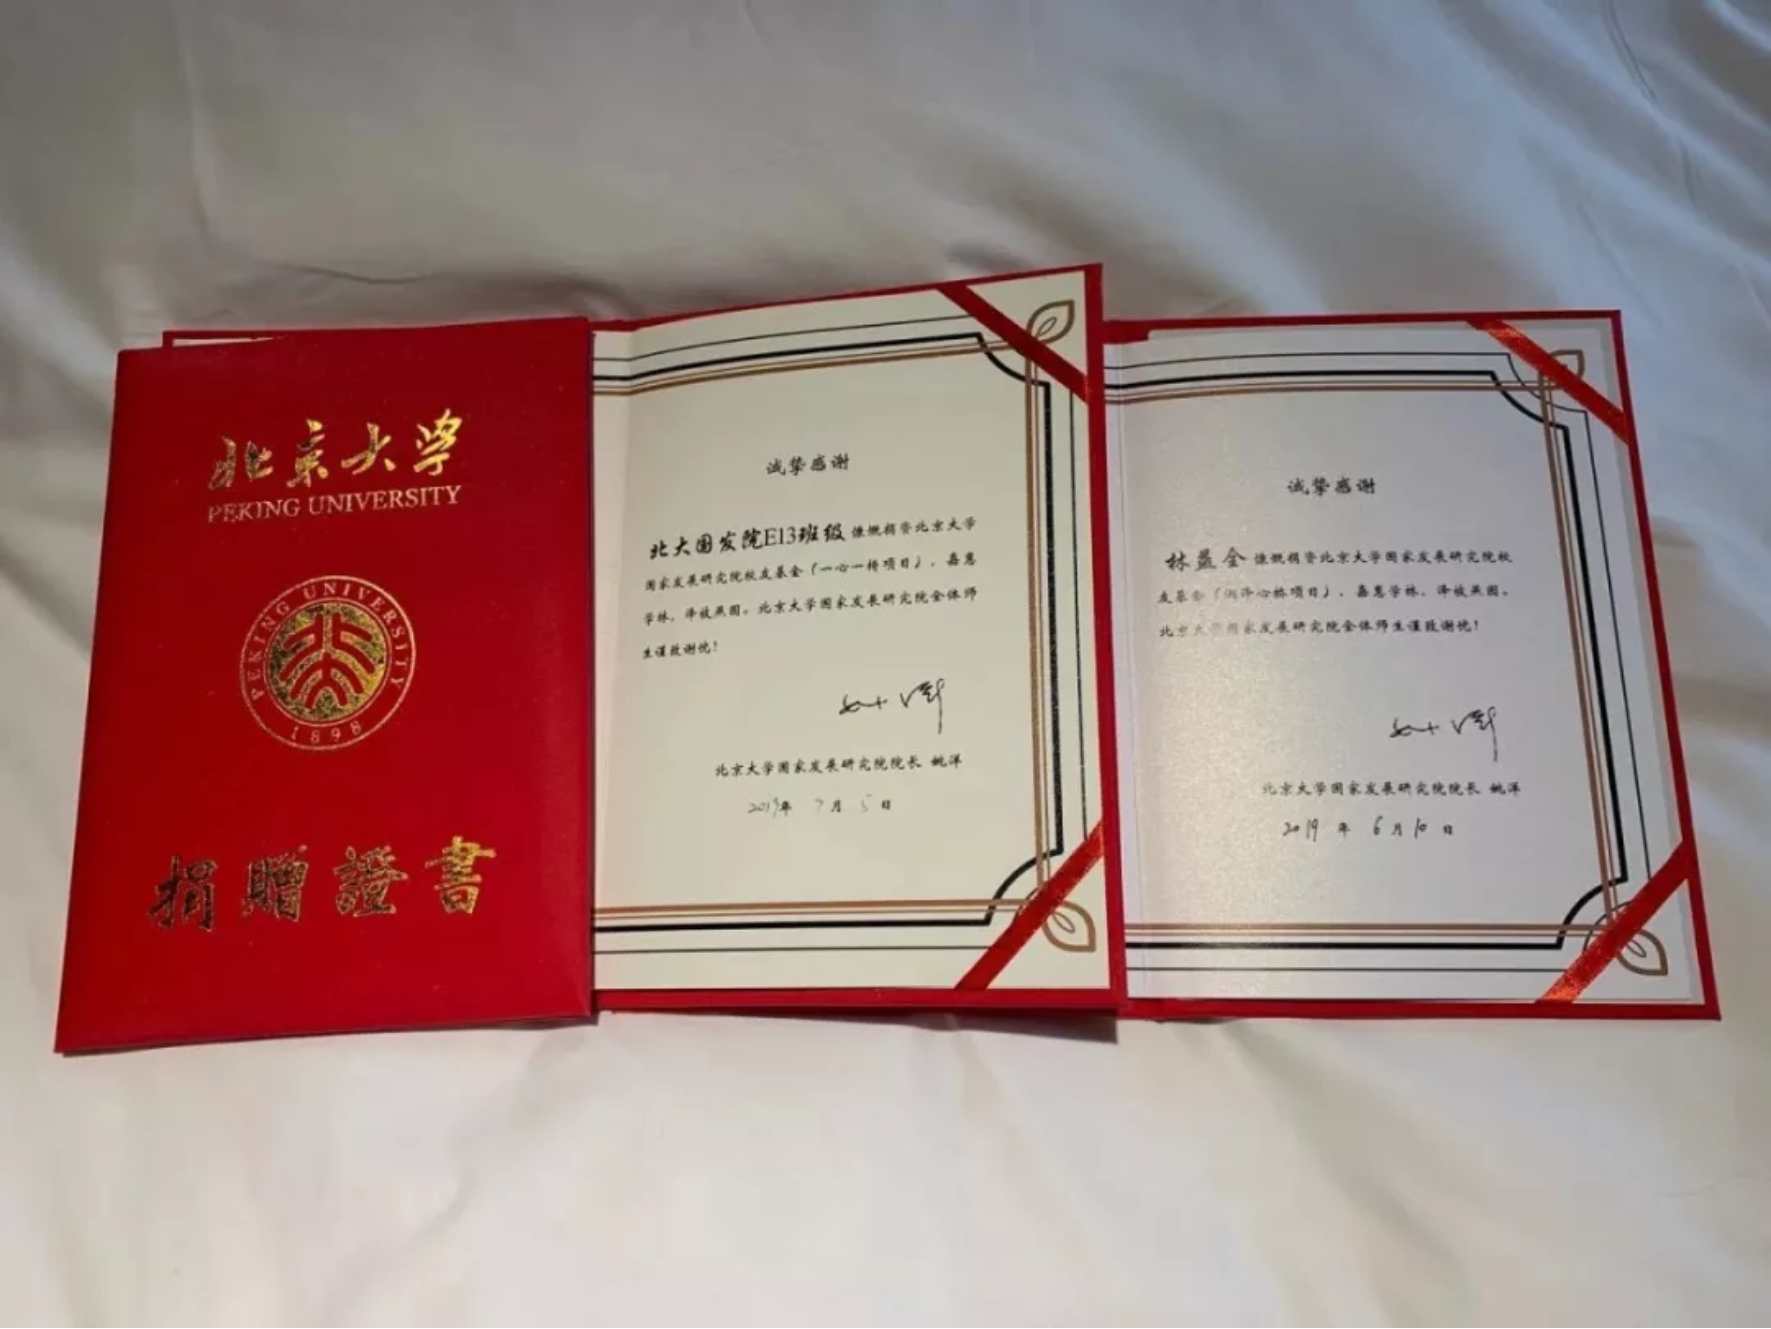 北京大学
PEKING UNIVERSITY
PEKING UNIVERSITY
1898
捐贈證書
诚挚感谢
北大国发院E13班级 慷慨捐资北京大学
国家发展研究院校友基金(一心一梓项目),嘉惠
学林,泽被燕园。北京大学国家发展研究院全体师
生谨致谢忱!
北京大学国家发展研究院院长 姚洋
2019年 7月5日
诚挚感谢
林益全 慷慨捐资北京大学国家发展研究院校
友基金(润泽心梓项目),嘉惠学林,泽被燕园。
北京大学国家发展研究院全体师生谨致谢忱!
北京大学国家发展研究院院长 姚洋
2019 年 6 月 10 日